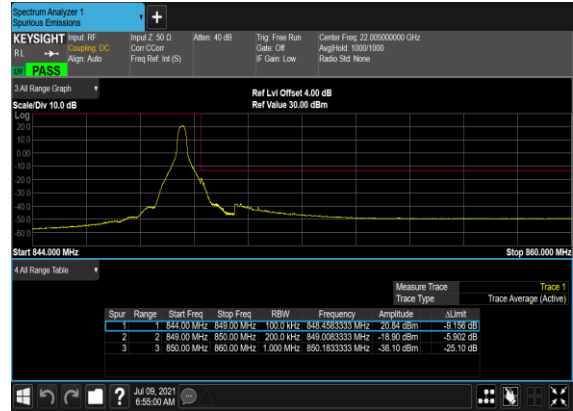 Spectrum Analyzer 1
Spurious Emissions
KEYSIGHT Input: RF Input Z: 50 Ω Atten: 40 dB Trig: Free Run Center Freq: 22.005000000 GHz
RL Coupling: DC Corr CCorr Gate: Off Avg|Hold: 1000/1000
Align: Auto Freq Ref: Int (S) IF Gain: Low Radio Std: None
PASS
3 All Range Graph
Ref Lvl Offset 4.00 dB
Scale/Div 10.0 dB Ref Value 30.00 dBm
Log
20.0
10.0
0.00
-10.0
-20.0
-30.0
-40.0
-50.0
-60.0
Start 844.000 MHz Stop 860.000 MHz
4 All Range Table
Measure Trace Trace 1
Trace Type Trace Average (Active)
Spur Range Start Freq Stop Freq RBW Frequency Amplitude ΔLimit
1 1 844.00 MHz 849.00 MHz 100.0 kHz 848.4583333 MHz 20.84 dBm -9.156 dB
2 2 849.00 MHz 850.00 MHz 200.0 kHz 849.0083333 MHz -18.90 dBm -5.902 dB
3 3 850.00 MHz 860.00 MHz 1.000 MHz 850.1833333 MHz -38.10 dBm -25.10 dB
? Jul 09, 2021
6:55:00 AM